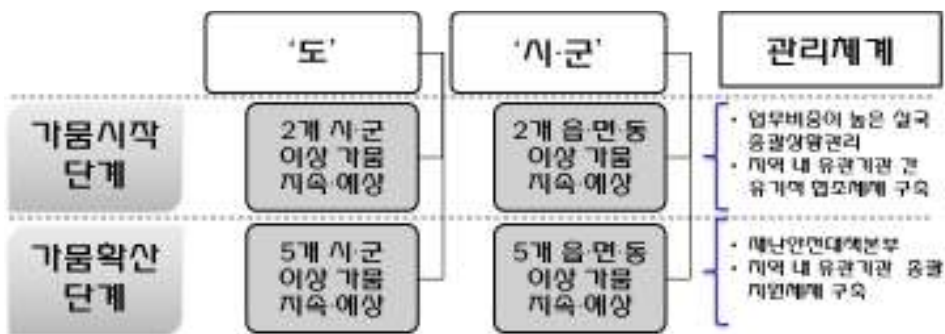 ‘도’
‘시·군’
관리체계
가뭄시작
단계
2개 시·군
이상 가뭄
지속·예상
2개 읍·면·동
이상 가뭄
지속·예상
• 업무비중이 높은 실국
총괄상황관리
• 지역 내 유관기관 간
유기적 협조체제 구축
가뭄확산
단계
5개 시·군
이상 가뭄
지속·예상
5개 읍·면·동
이상 가뭄
지속·예상
• 재난안전대책본부
• 지역 내 유관기관 총괄
지원체제 구축